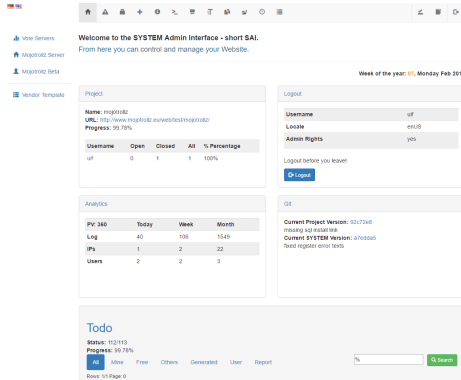 Vote Servers
Mojotrollz Server
Mojotrollz Beta
Vendor Template
Welcome to the SYSTEM Admin Interface - short SAI.
From here you can control and manage your Website.
Week of the year: 07, Monday Feb 201
Project
Name: mojotrollz
URL: http://www.mojotrollz.eu/web/test/mojotrollz/
Progress: 99.78%
Username Open Closed All % Percentage
ulf 0 1 1 100%
Logout
Username ulf
Locale enUS
Admin Rights yes
Logout before you leave!
Logout
Analytics
PV: 360 Today Week Month
Log 40 106 1549
IPs 1 2 22
Users 2 2 3
Git
Current Project Version: 92c72e8
missing sql install link
Current SYSTEM Version: a7edda5
fixed register error texts
Todo
Status: 112/113
Progress: 99.78%
All Mine Free Others Generated User Report
% Search
Rows: 1/1 Page 0